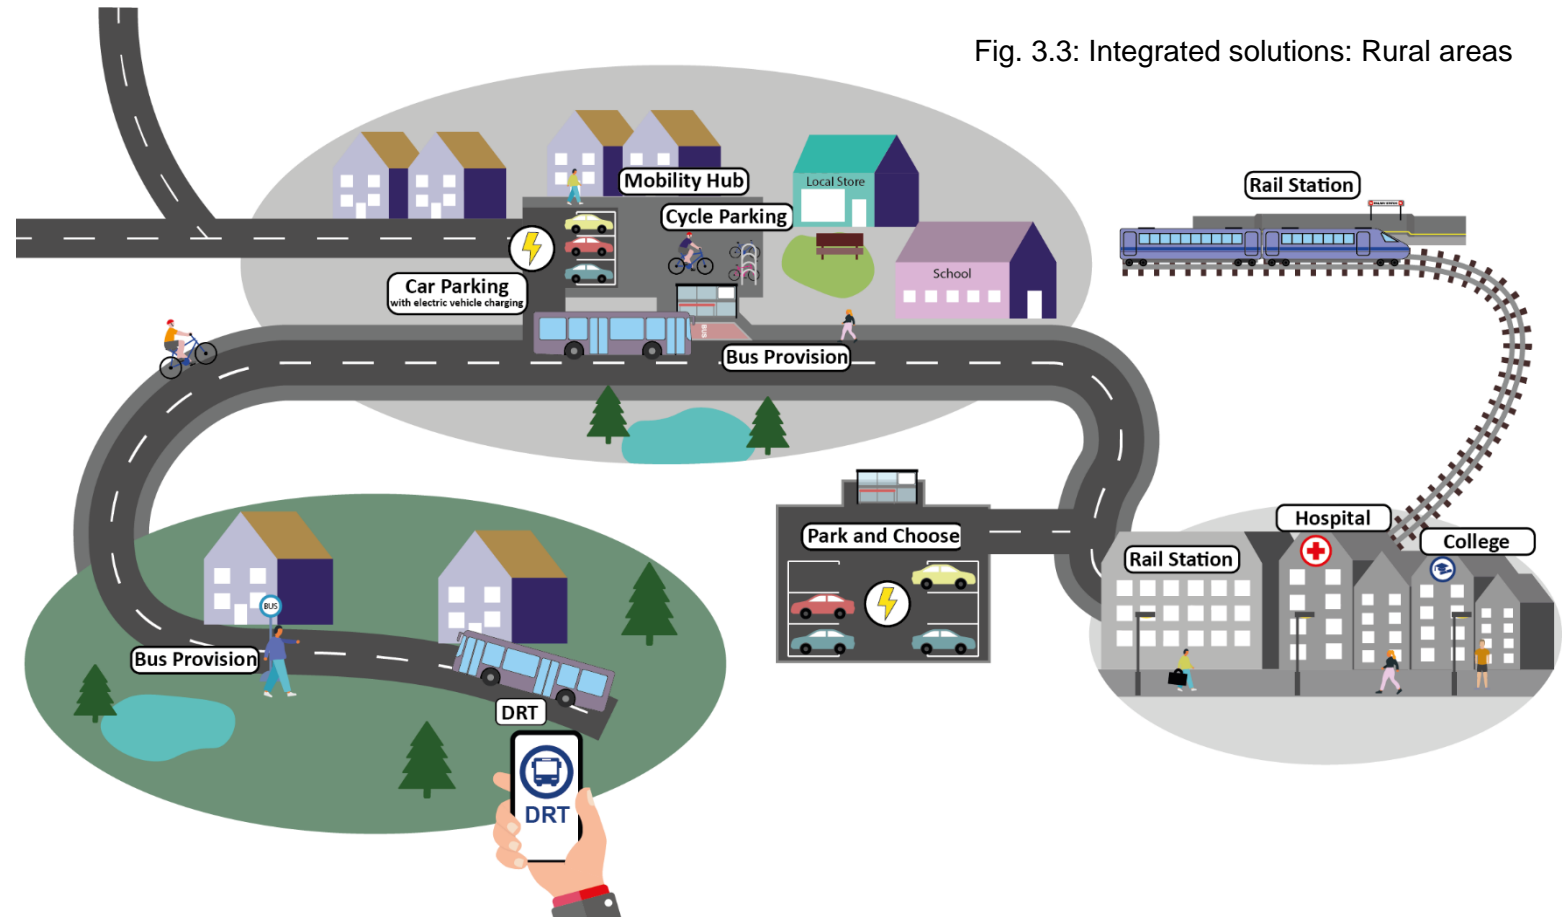 Fig. 3.3: Integrated solutions: Rural areas
Mobility Hub
Local Store
Rail Station
Cycle Parking
School
Car Parking
with electric vehicle charging
BUS
Bus Provision
Park and Choose
Hospital
College
Rail Station
BUS
Bus Provision
DRT
DRT